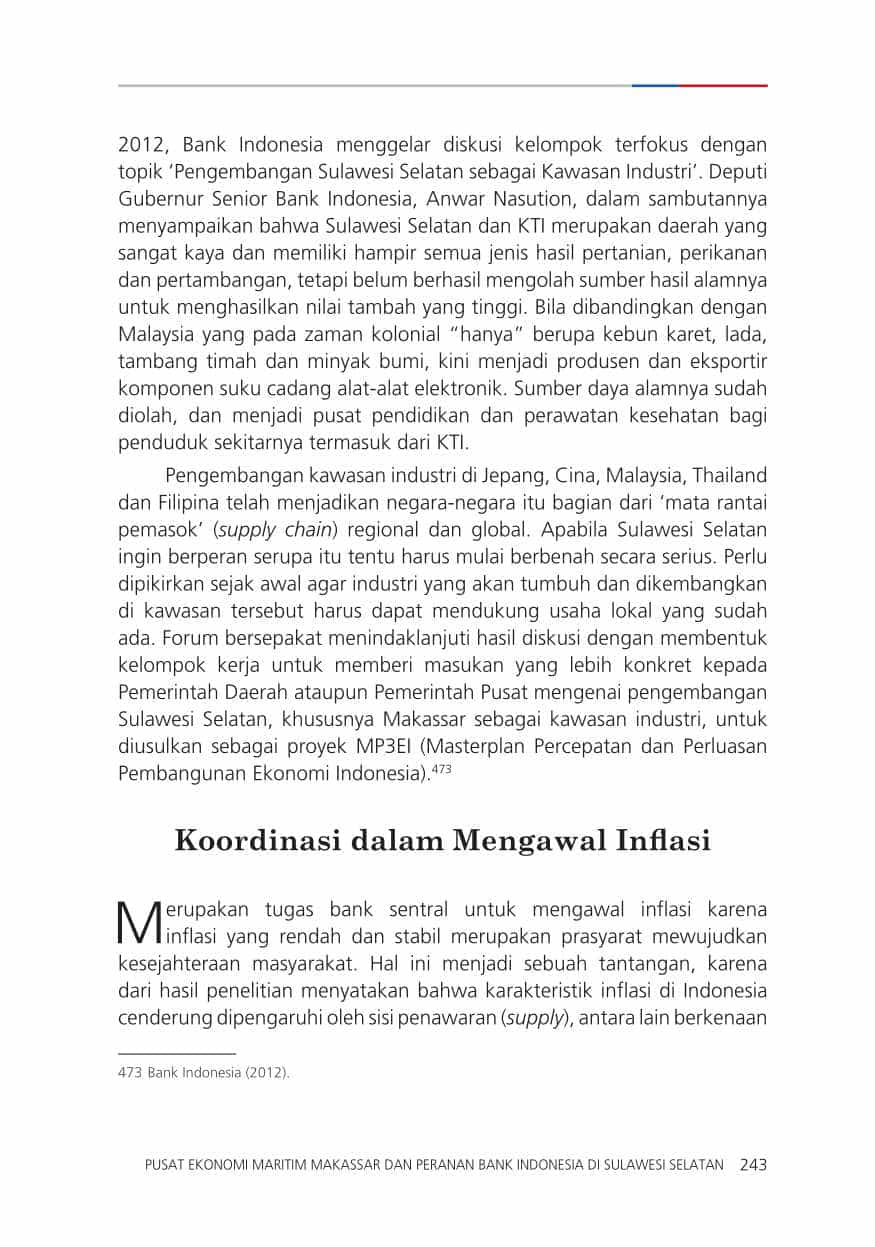 2012, Bank Indonesia menggelar diskusi kelompok terfokus dengan
topik ‘Pengembangan Sulawesi Selatan sebagai Kawasan Industri’. Deputi
Gubernur Senior Bank Indonesia, Anwar Nasution, dalam sambutannya
menyampaikan bahwa Sulawesi Selatan dan KTI merupakan daerah yang
sangat kaya dan memiliki hampir semua jenis hasil pertanian, perikanan
dan pertambangan, tetapi belum berhasil mengolah sumber hasil alamnya
untuk menghasilkan nilai tambah yang tinggi. Bila dibandingkan dengan
Malaysia yang pada zaman kolonial “hanya” berupa kebun karet, lada,
tambang timah dan minyak bumi, kini menjadi produsen dan eksportir
komponen suku cadang alat-alat elektronik. Sumber daya alamnya sudah
diolah, dan menjadi pusat pendidikan dan perawatan kesehatan bagi
penduduk sekitarnya termasuk dari KTI.
Pengembangan kawasan industri di Jepang, Cina, Malaysia, Thailand
dan Filipina telah menjadikan negara-negara itu bagian dari ‘mata rantai
pemasok’ (supply chain) regional dan global. Apabila Sulawesi Selatan
ingin berperan serupa itu tentu harus mulai berbenah secara serius. Perlu
dipikirkan sejak awal agar industri yang akan tumbuh dan dikembangkan
di kawasan tersebut harus dapat mendukung usaha lokal yang sudah
ada. Forum bersepakat menindaklanjuti hasil diskusi dengan membentuk
kelompok kerja untuk memberi masukan yang lebih konkret kepada
Pemerintah Daerah ataupun Pemerintah Pusat mengenai pengembangan
Sulawesi Selatan, khususnya Makassar sebagai kawasan industri, untuk
diusulkan sebagai proyek MP3EI (Masterplan Percepatan dan Perluasan
Pembangunan Ekonomi Indonesia).473
Koordinasi dalam Mengawal Inflasi
Merupakan tugas bank sentral untuk mengawal inflasi karena
inflasi yang rendah dan stabil merupakan prasyarat mewujudkan
kesejahteraan masyarakat. Hal ini menjadi sebuah tantangan, karena
dari hasil penelitian menyatakan bahwa karakteristik inflasi di Indonesia
cenderung dipengaruhi oleh sisi penawaran (supply), antara lain berkenaan
473 Bank Indonesia (2012).
PUSAT EKONOMI MARITIM MAKASSAR DAN PERANAN BANK INDONESIA DI SULAWESI SELATAN 243